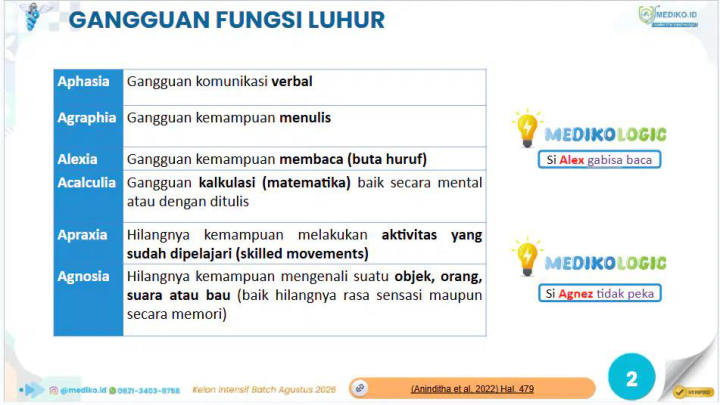 GANGGUAN FUNGSI LUHUR
MEDIKO.ID
Aphasia Gangguan komunikasi verbal
Agraphia Gangguan kemampuan menulis
Alexia Gangguan kemampuan membaca (buta huruf)
Acalculia Gangguan kalkulasi (matematika) baik secara mental
atau dengan ditulis
Apraxia Hilangnya kemampuan melakukan aktivitas yang
sudah dipelajari (skilled movements)
Agnosia Hilangnya kemampuan mengenali suatu objek, orang,
suara atau bau (baik hilangnya rasa sensasi maupun
secara memori)
MEDIKOLOGIC
Si Alex gabisa baca
MEDIKOLOGIC
Si Agnez tidak peka
@mediko.id 0821-3403-8758 Kelan Intensif Batch Agustus 2026
(Aninditha et al, 2022) Hal. 479
2
VERIFIED